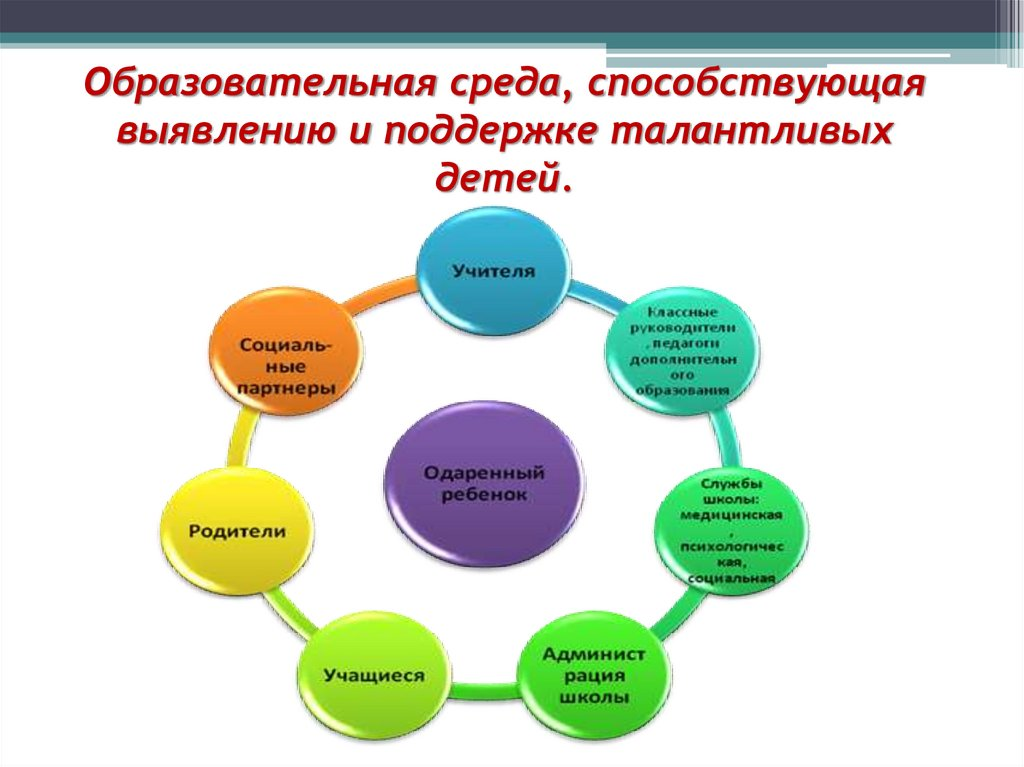 Образовательная среда, способствующая
выявлению и поддержке талантливых
детей.
Учителя
Классные
руководители
, педагоги
дополнительн
ого
образования
Службы
школы:
медицинская
,
психологичес
кая,
социальная
Админист
рация
школы
Учащиеся
Родители
Социаль-
ные
партнеры
Одаренный
ребенок